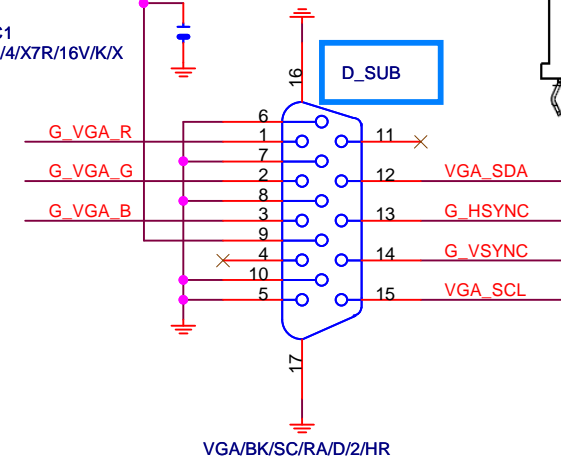 C1
/4/X7R/16V/K/X
D_SUB
16
6
G_VGA_R
1
11
7
G_VGA_G
2
12
VGA_SDA
8
G_VGA_B
3
13
G_HSYNC
9
4
14
G_VSYNC
10
5
15
VGA_SCL
17
VGA/BK/SC/RA/D/2/HR